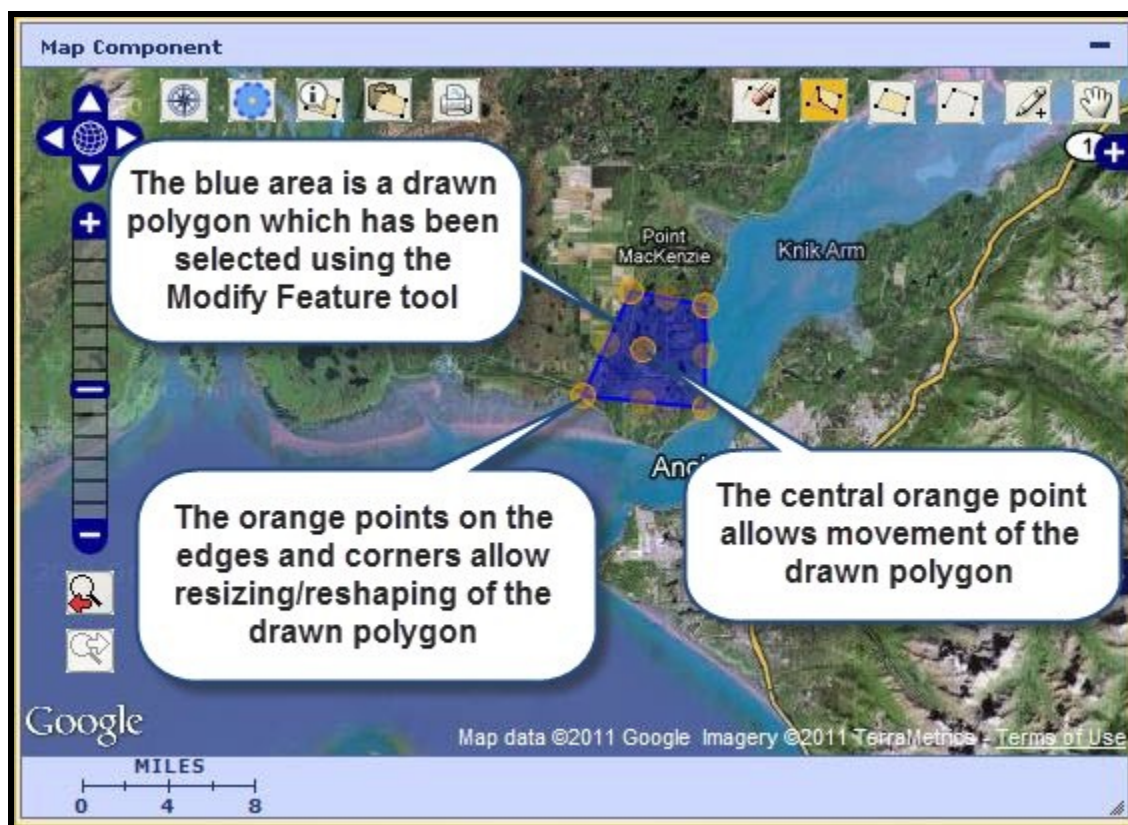 Map Component
The blue area is a drawn
polygon which has been
selected using the
Modify Feature tool
Point
MacKenzie
Knik Arm
1
The orange points on the
edges and corners allow
resizing/reshaping of the
drawn polygon
The central orange point
allows movement of the
drawn polygon
Google
Map data ©2011 Google Imagery ©2011 TerraMetrics - Terms of Use
MILES
0 4 8